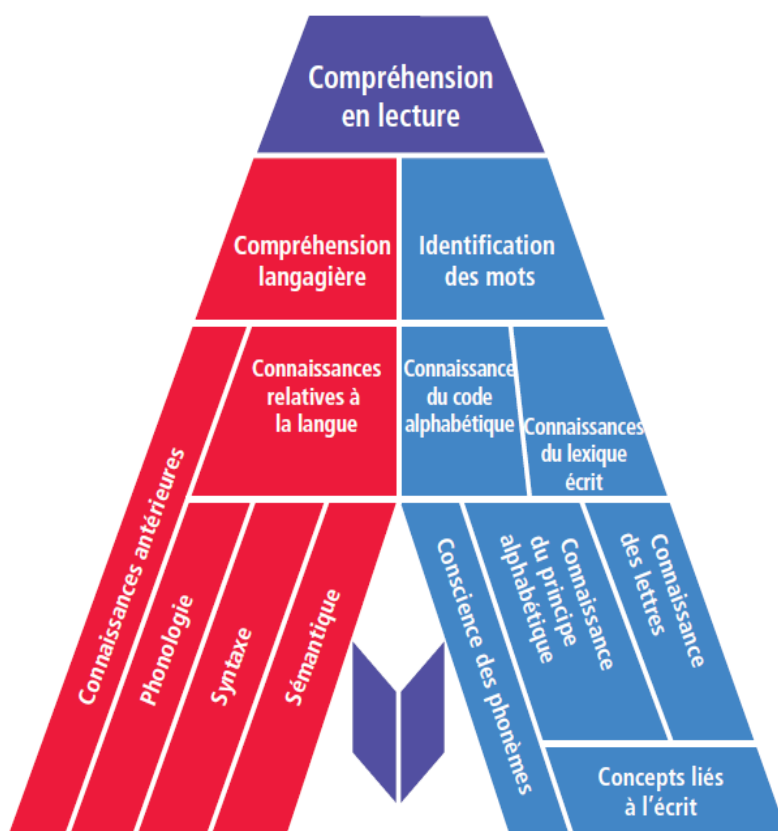 Compréhension
en lecture
Compréhension
langagière
Identification
des mots
Connaissances antérieures
Connaissances
relatives à
la langue
Connaissance
du code
alphabétique
Connaissances
du lexique
écrit
Phonologie
Syntaxe
Sémantique
Conscience des phonèmes
Connaissance
du principe
alphabétique
Connaissance
des lettres
Concepts liés
à l'écrit